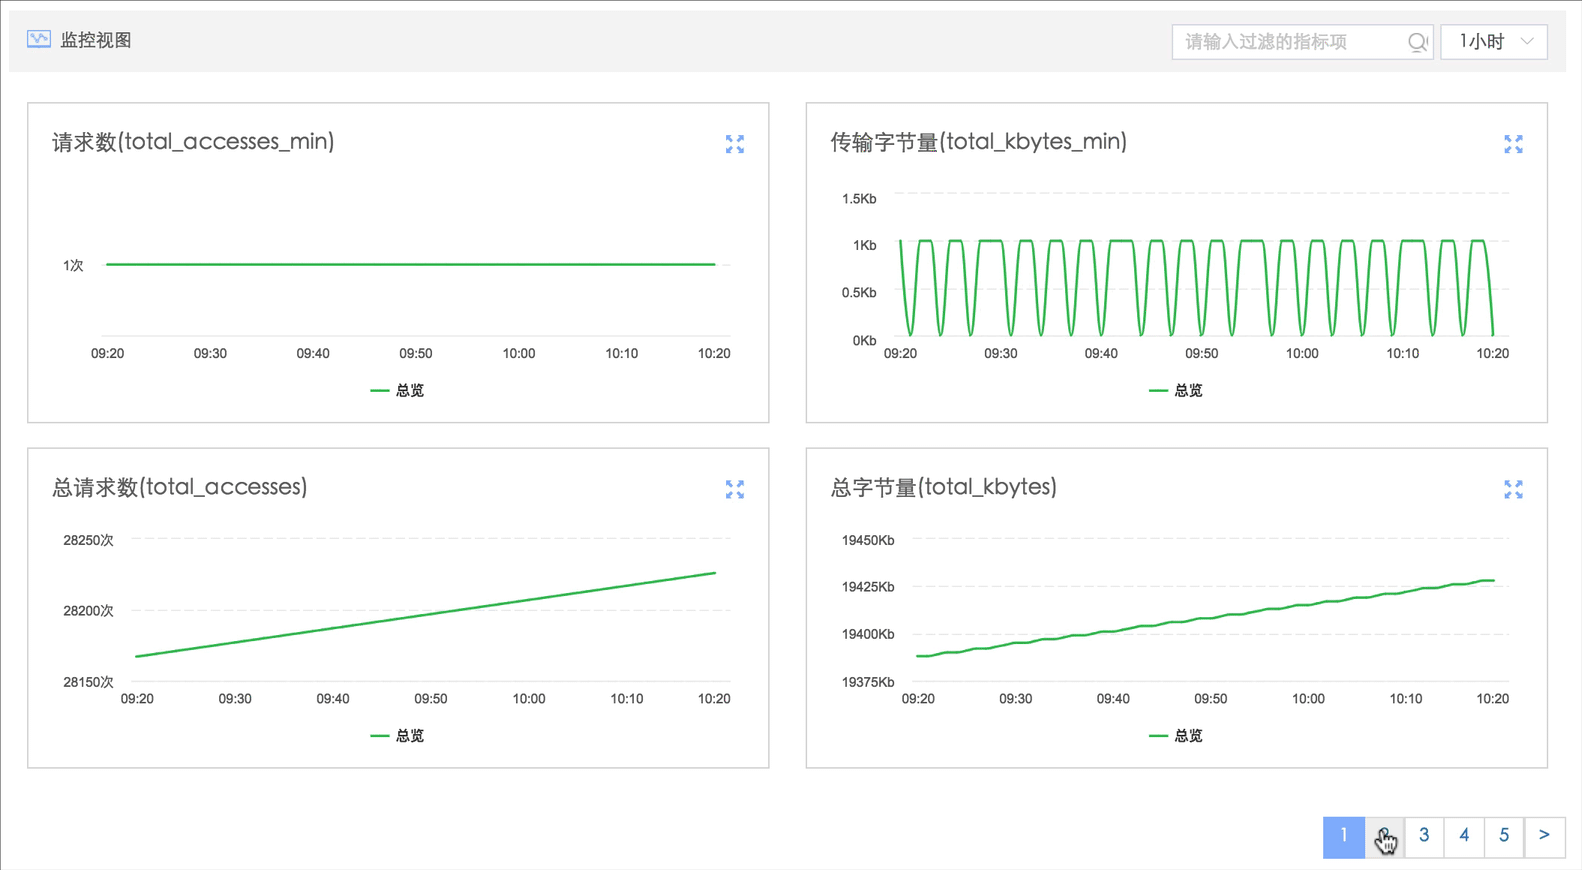 监控视图
请输入过滤的指标项
1小时
请求数(total_accesses_min)
1次
09:20 09:30 09:40 09:50 10:00 10:10 10:20
总览
传输字节量(total_kbytes_min)
1.5Kb
1Kb
0.5Kb
0Kb
09:20 09:30 09:40 09:50 10:00 10:10 10:20
总览
总请求数(total_accesses)
28250次
28200次
28150次
09:20 09:30 09:40 09:50 10:00 10:10 10:20
总览
总字节量(total_kbytes)
19450Kb
19425Kb
19400Kb
19375Kb
09:20 09:30 09:40 09:50 10:00 10:10 10:20
总览
1 3 4 5 >